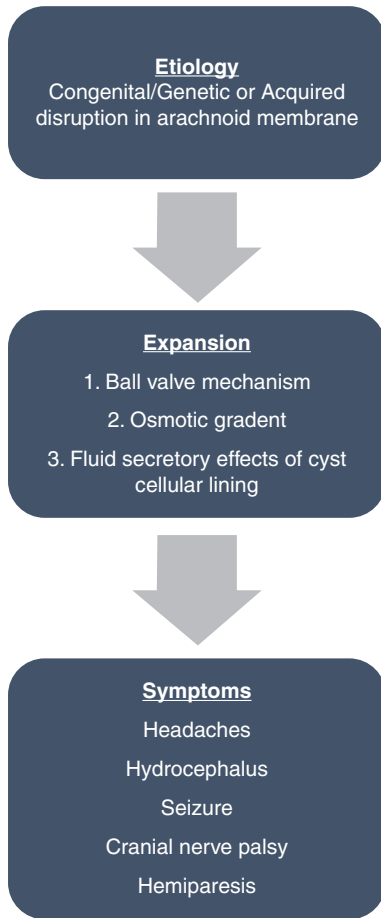 Etiology
Congenital/Genetic or Acquired
disruption in arachnoid membrane
Expansion
1. Ball valve mechanism
2. Osmotic gradent
3. Fluid secretory effects of cyst
cellular lining
Symptoms
Headaches
Hydrocephalus
Seizure
Cranial nerve palsy
Hemiparesis